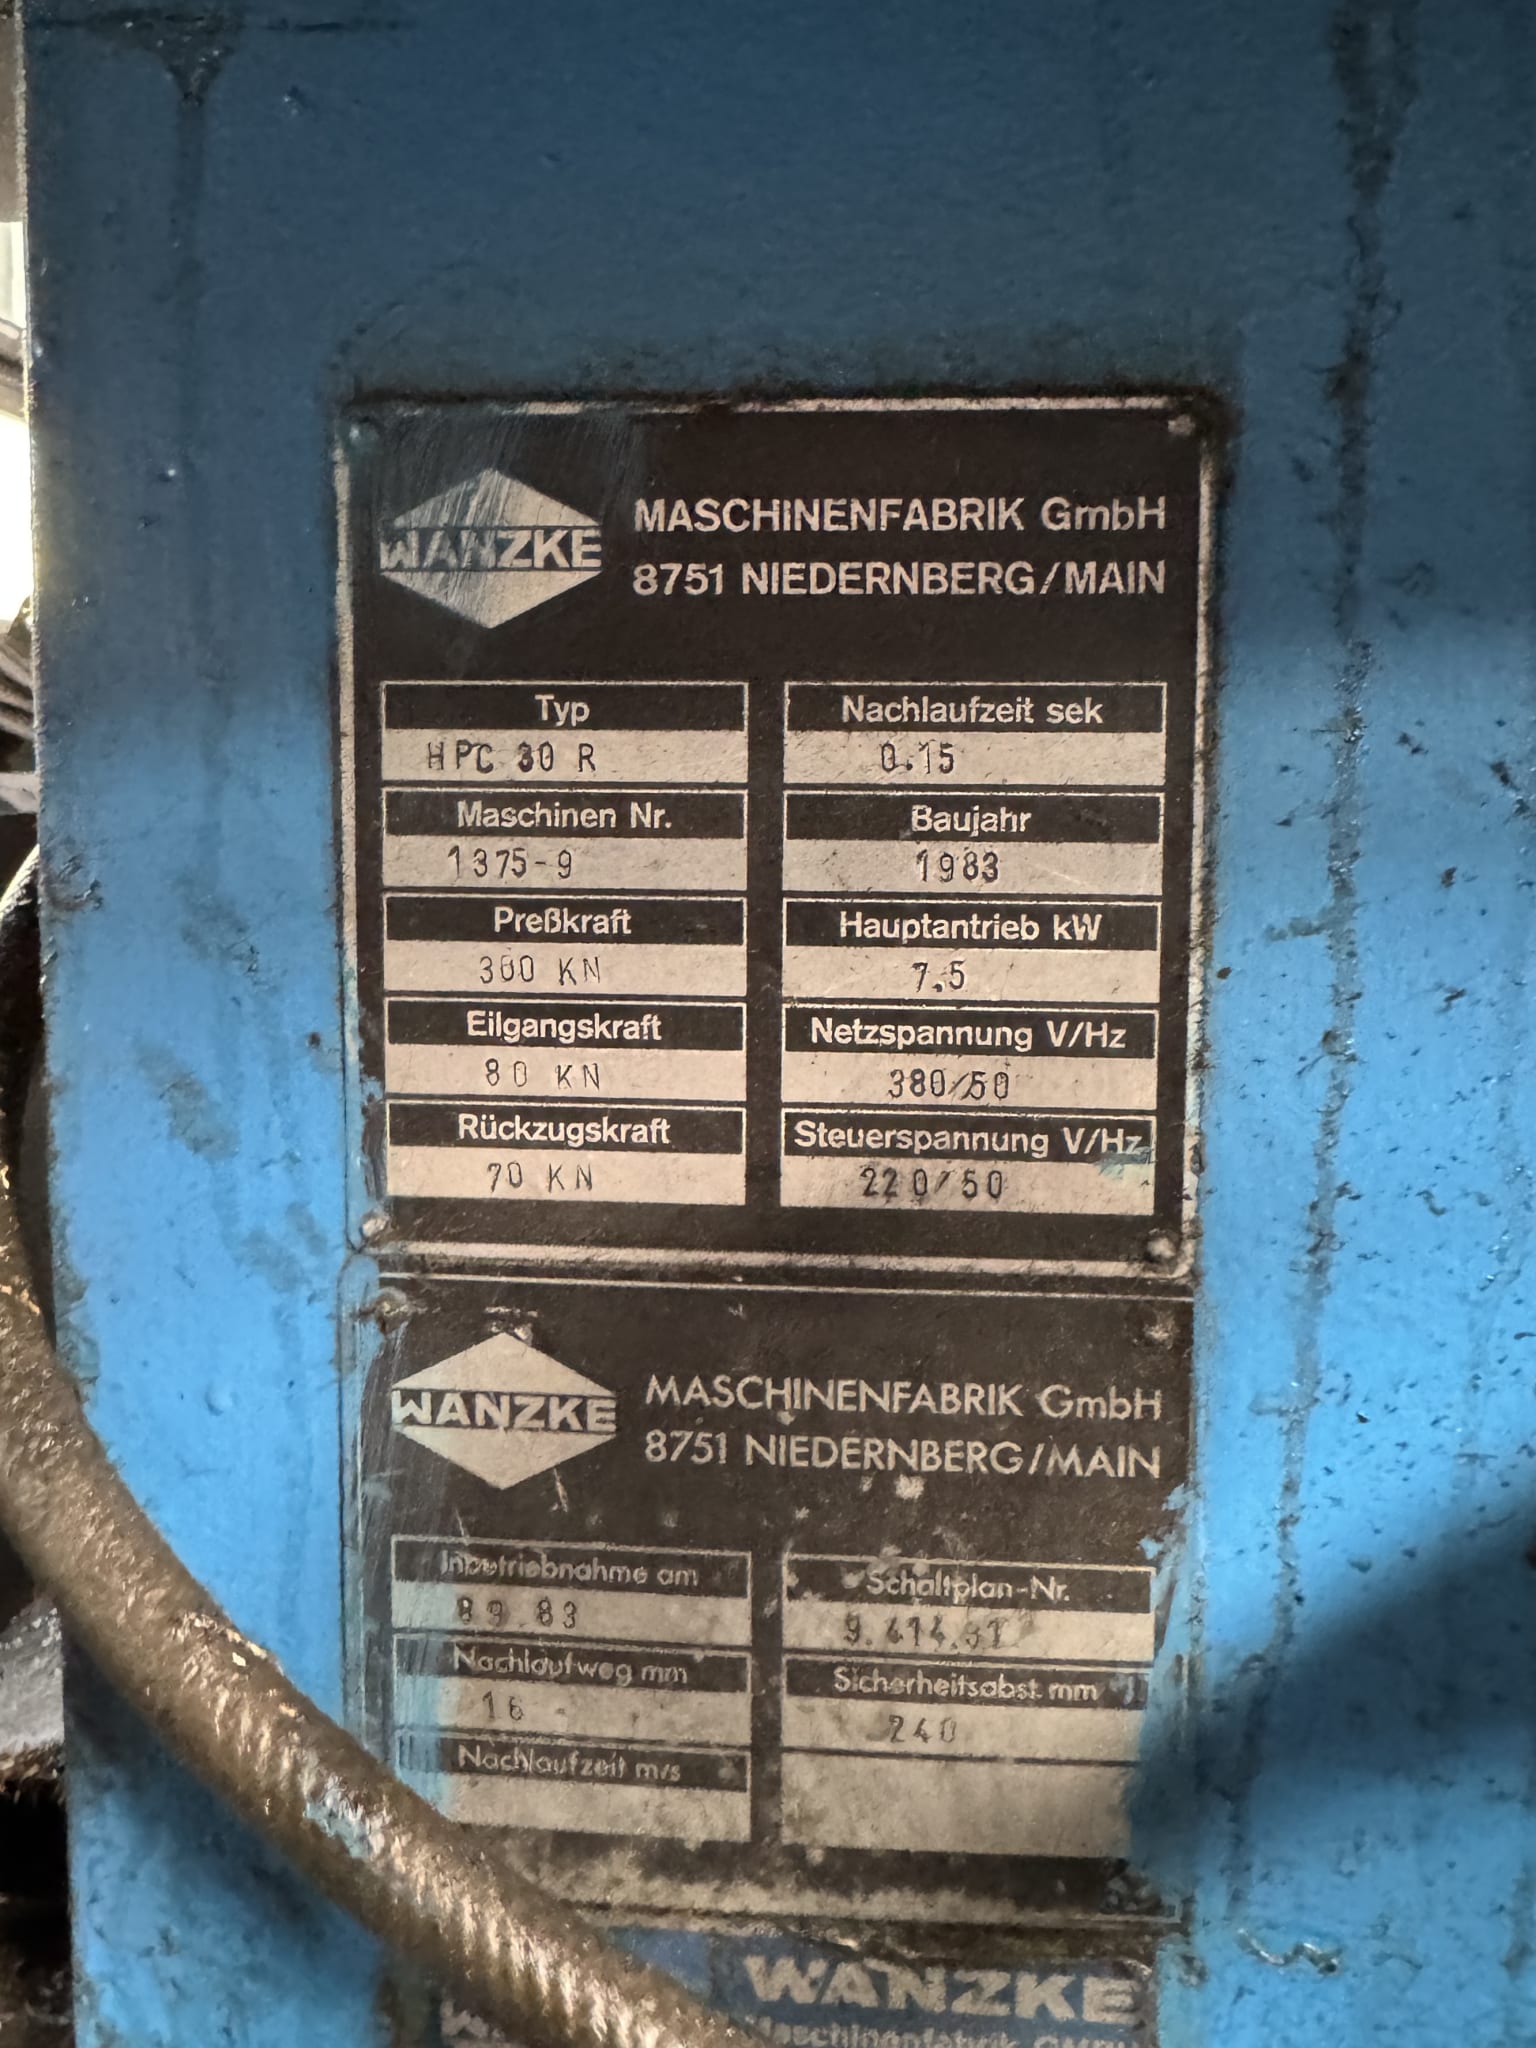 WANZKE
MASCHINENFABRIK GmbH
8751 NIEDERNBERG/MAIN
Typ
HPC 30 R
Nachlaufzeit sek
0.15
Maschinen Nr.
1375-9
Baujahr
1983
Preßkraft
300 KN
Hauptantrieb kW
7.5
Eilgangskraft
80 KN
Netzspannung V/Hz
380/50
Rückzugskraft
70 KN
Steuerspannung V/Hz
220/50
WANZKE
MASCHINENFABRIK GmbH
8751 NIEDERNBERG/MAIN
Inbetriebnahme am
Schaltplan-Nr.
Nachlaufweg mm
16
Sicherheitsabst. mm
240
Nachlaufzeit m/s
WANZKE